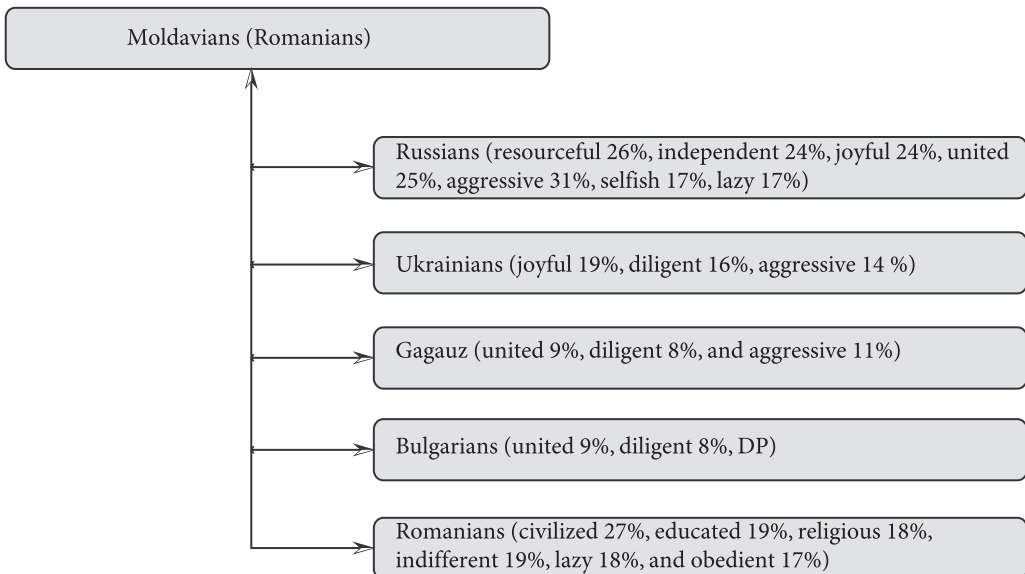 Moldavians (Romanians)
Russians (resourceful 26%, independent 24%, joyful 24%, united
25%, aggressive 31%, selfish 17%, lazy 17%)
Ukrainians (joyful 19%, diligent 16%, aggressive 14 %)
Gagauz (united 9%, diligent 8%, and aggressive 11%)
Bulgarians (united 9%, diligent 8%, DP)
Romanians (civilized 27%, educated 19%, religious 18%,
indifferent 19%, lazy 18%, and obedient 17%)